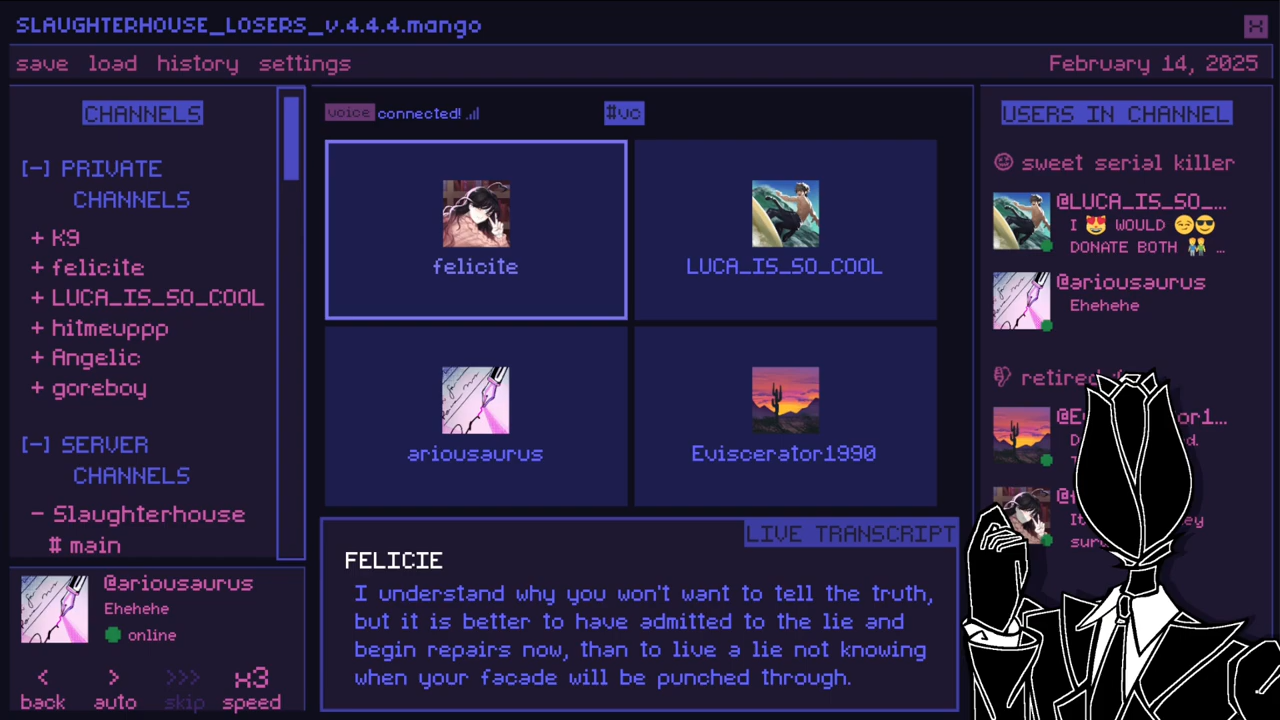 SLAUGHTERHOUSE_LOSERS_v.4.4.4.mango
X
save load history settings
February 14, 2025
CHANNELS
[-] PRIVATE
CHANNELS
+ K9
+ felicite
+ LUCA_IS_SO_COOL
+ hitmeuppp
+ Angelic
+ goreboy
[-] SERVER
CHANNELS
- Slaughterhouse
# main
@ariousaurus
Ehehehe
online
< > >>> x3
back auto skip speed
voice connected!
#vc
felicite
LUCA_IS_SO_COOL
ariousaurus
Eviscerator1990
LIVE TRANSCRIPT
FELICIE
I understand why you won't want to tell the truth,
but it is better to have admitted to the lie and
begin repairs now, than to live a lie not knowing
when your facade will be punched through.
USERS IN CHANNEL
sweet serial killer
@LUCA_IS_SO_...
I 😻 WOULD 😏😎
DONATE BOTH 👬 ...
@ariousaurus
Ehehehe
retired